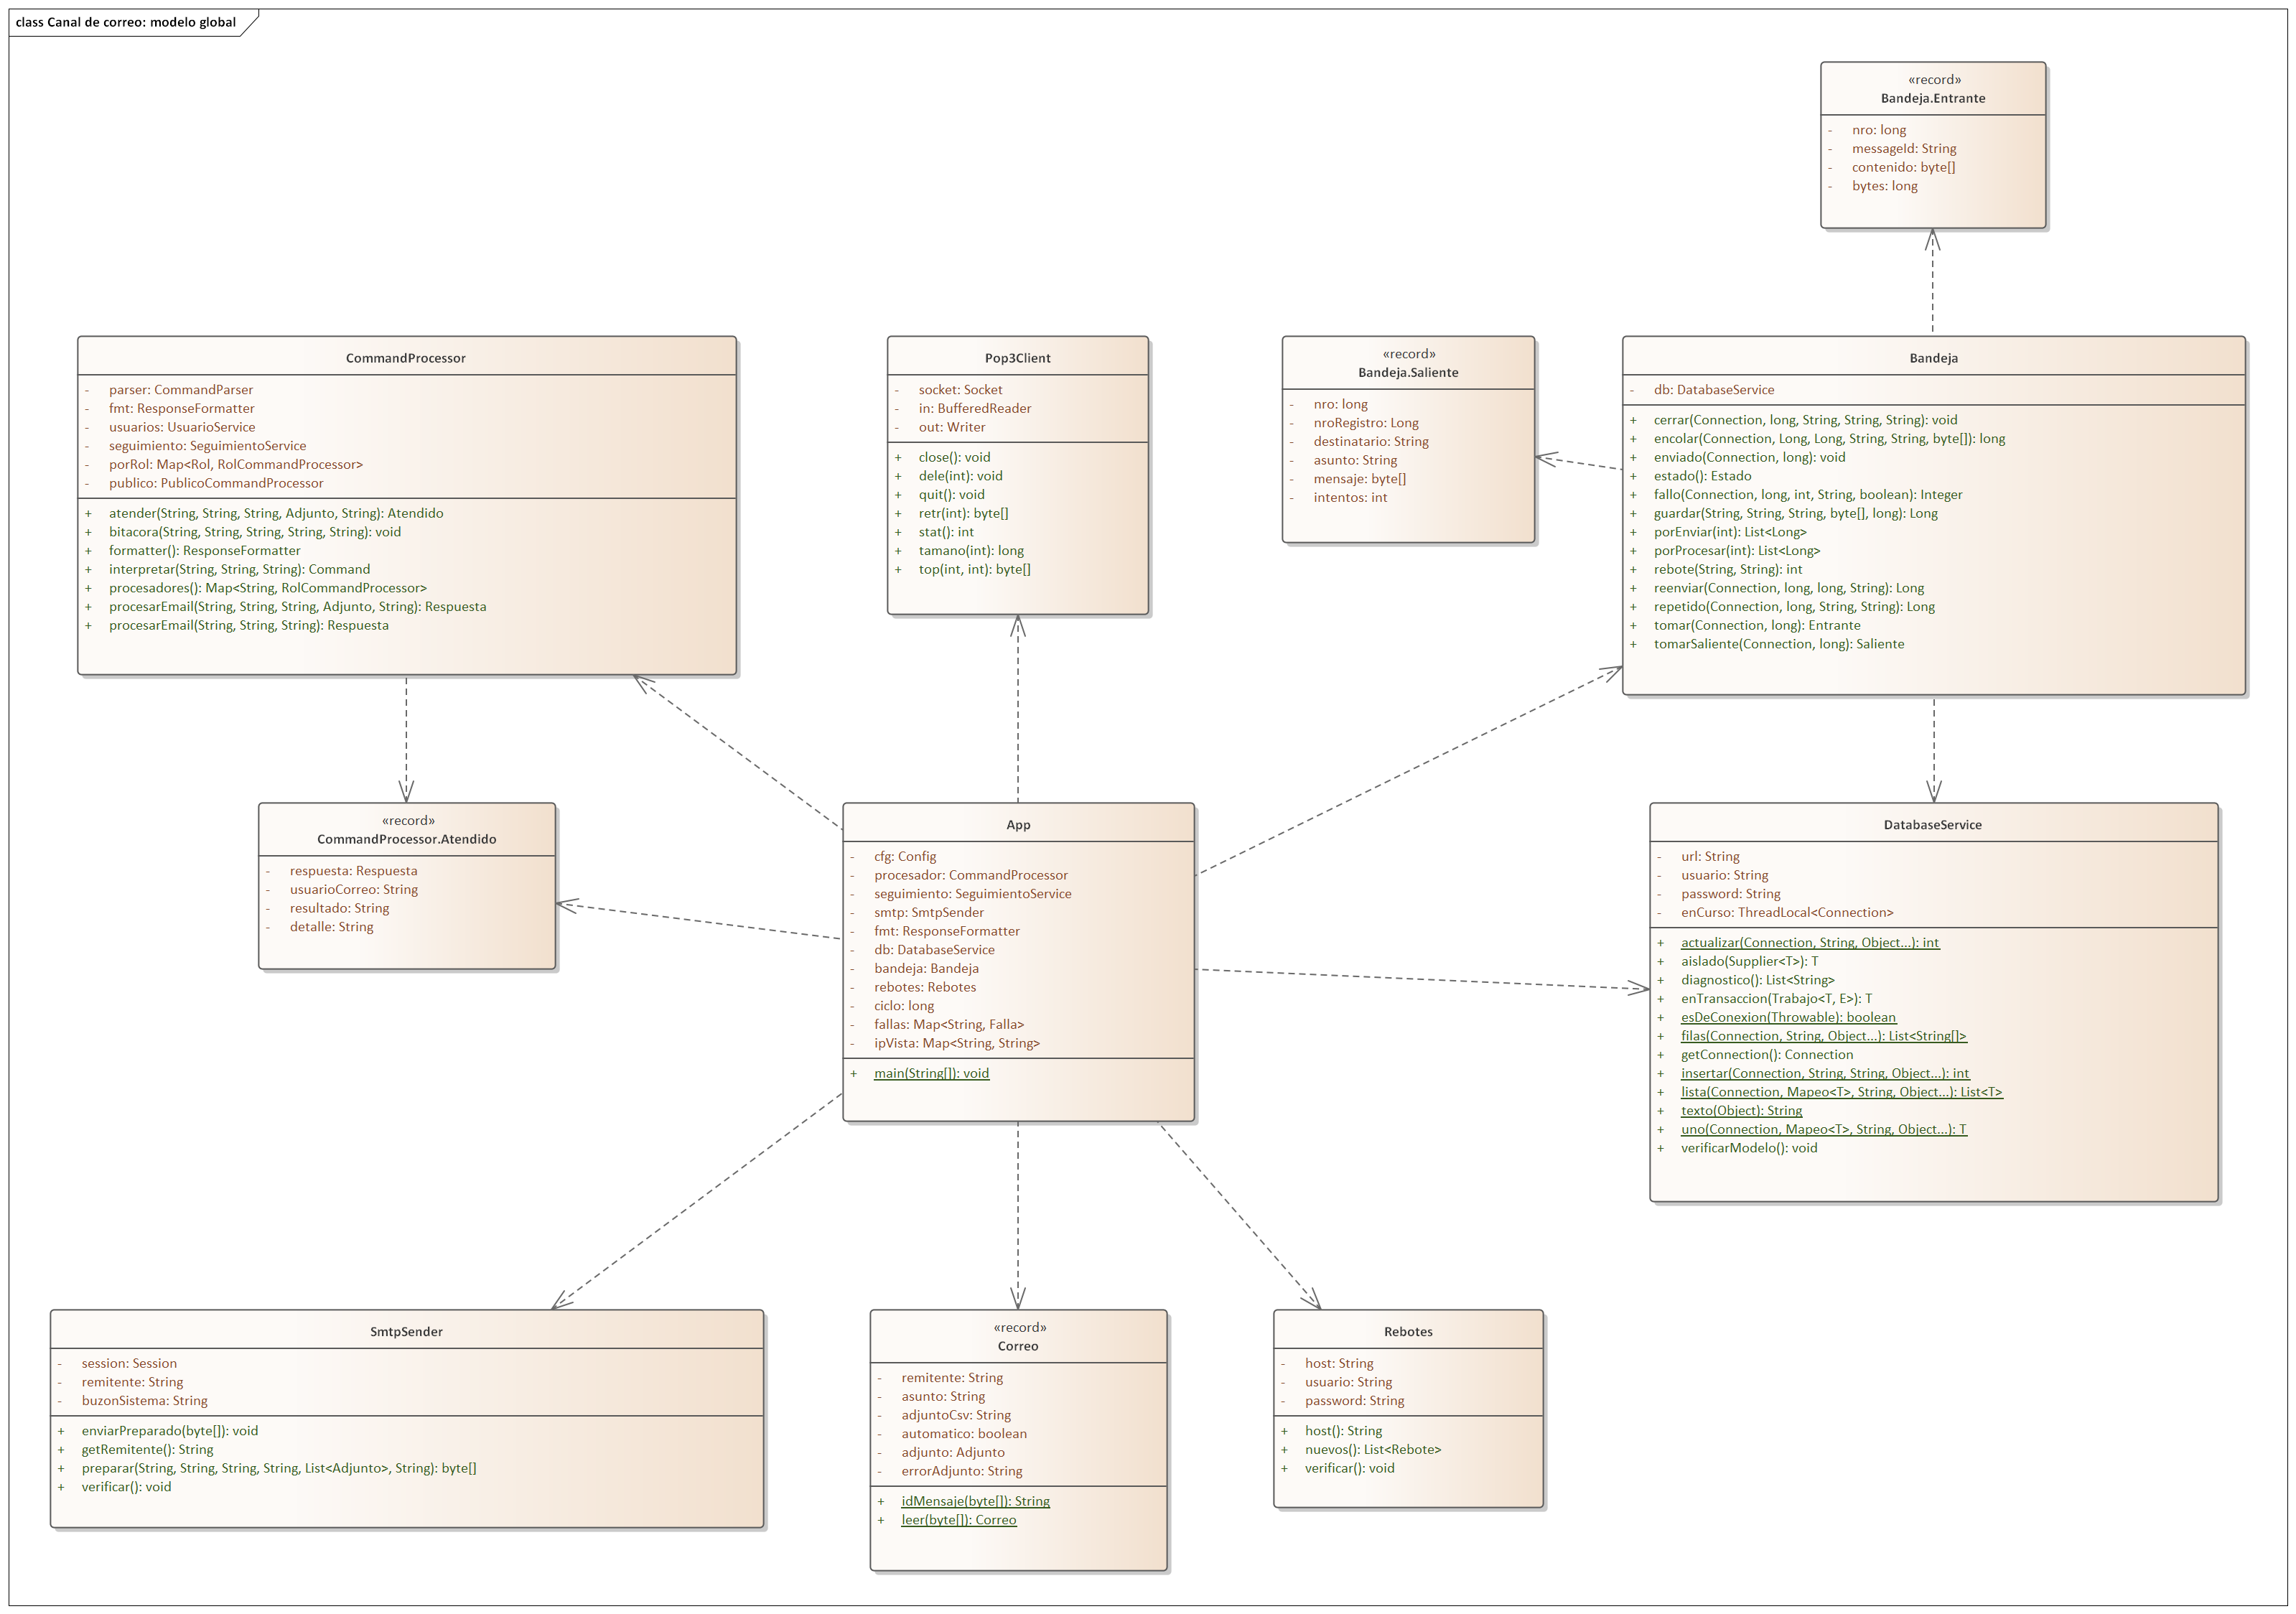 class Canal de correo: modelo global
«record»
Bandeja.Entrante
- nro: long
- messageId: String
- contenido: byte[]
- bytes: long
CommandProcessor
- parser: CommandParser
- fmt: ResponseFormatter
- usuarios: UsuarioService
- seguimiento: SeguimientoService
- porRol: Map<Rol, RolCommandProcessor>
- publico: PublicoCommandProcessor
+ atender(String, String, String, Adjunto, String): Atendido
+ bitacora(String, String, String, String, String): void
+ formatter(): ResponseFormatter
+ interpretar(String, String, String): Command
+ procesadores(): Map<String, RolCommandProcessor>
+ procesarEmail(String, String, String, Adjunto, String): Respuesta
+ procesarEmail(String, String, String): Respuesta
Pop3Client
- socket: Socket
- in: BufferedReader
- out: Writer
+ close(): void
+ dele(int): void
+ quit(): void
+ retr(int): byte[]
+ stat(): int
+ tamano(int): long
+ top(int, int): byte[]
«record»
Bandeja.Saliente
- nro: long
- nroRegistro: Long
- destinatario: String
- asunto: String
- mensaje: byte[]
- intentos: int
Bandeja
- db: DatabaseService
+ cerrar(Connection, long, String, String, String): void
+ encolar(Connection, Long, Long, String, String, byte[]): long
+ enviado(Connection, long): void
+ estado(): Estado
+ fallo(Connection, long, int, String, boolean): Integer
+ guardar(String, String, String, byte[], long): Long
+ porEnviar(int): List<Long>
+ porProcesar(int): List<Long>
+ rebote(String, String): int
+ reenviar(Connection, long, long, String): Long
+ repetido(Connection, long, String, String): Long
+ tomar(Connection, long): Entrante
+ tomarSaliente(Connection, long): Saliente
«record»
CommandProcessor.Atendido
- respuesta: Respuesta
- usuarioCorreo: String
- resultado: String
- detalle: String
App
- cfg: Config
- procesador: CommandProcessor
- seguimiento: SeguimientoService
- smtp: SmtpSender
- fmt: ResponseFormatter
- db: DatabaseService
- bandeja: Bandeja
- rebotes: Rebotes
- ciclo: long
- fallas: Map<String, Falla>
- ipVista: Map<String, String>
+ main(String[]): void
DatabaseService
- url: String
- usuario: String
- password: String
- enCurso: ThreadLocal<Connection>
+ actualizar(Connection, String, Object...): int
+ aislado(Supplier<T>): T
+ diagnostico(): List<String>
+ enTransaccion(Trabajo<T, E>): T
+ esDeConexion(Throwable): boolean
+ filas(Connection, String, Object...): List<String[]>
+ getConnection(): Connection
+ insertar(Connection, String, String, Object...): int
+ lista(Connection, Mapeo<T>, String, Object...): List<T>
+ texto(Object): String
+ uno(Connection, Mapeo<T>, String, Object...): T
+ verificarModelo(): void
SmtpSender
- session: Session
- remitente: String
- buzonSistema: String
+ enviarPreparado(byte[]): void
+ getRemitente(): String
+ preparar(String, String, String, String, List<Adjunto>, String): byte[]
+ verificar(): void
«record»
Correo
- remitente: String
- asunto: String
- adjuntoCsv: String
- automatico: boolean
- adjunto: Adjunto
- errorAdjunto: String
+ idMensaje(byte[]): String
+ leer(byte[]): Correo
Rebotes
- host: String
- usuario: String
- password: String
+ host(): String
+ nuevos(): List<Rebote>
+ verificar(): void